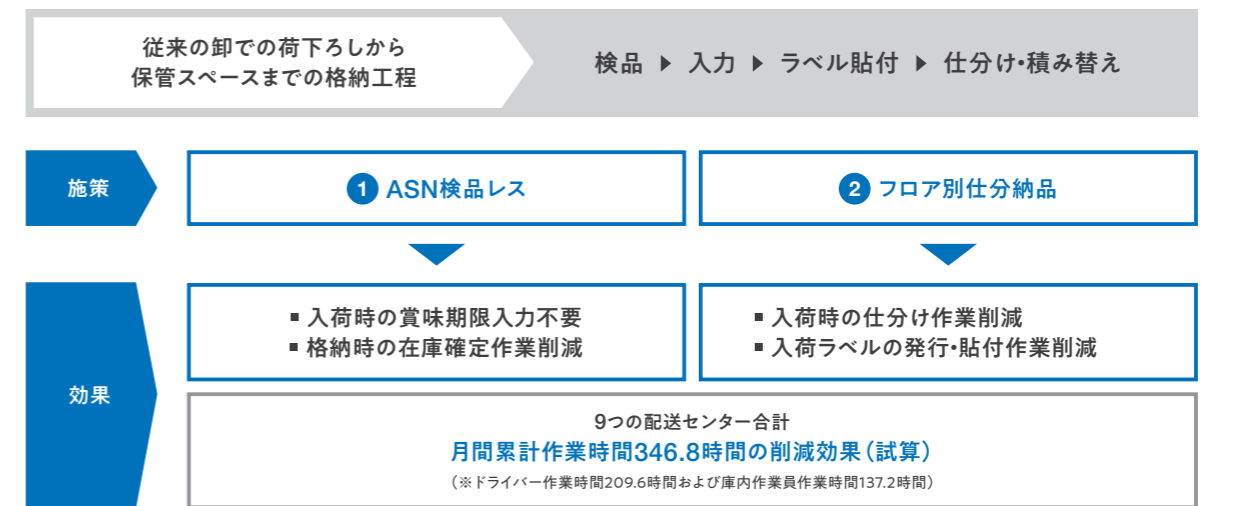 従来の卸での荷下ろしから
保管スペースまでの格納工程
検品 ▶ 入力 ▶ ラベル貼付 ▶ 仕分け・積み替え
施策
1 ASN検品レス
2 フロア別仕分納品
効果
■ 入荷時の賞味期限入力不要
■ 格納時の在庫確定作業削減
■ 入荷時の仕分け作業削減
■ 入荷ラベルの発行・貼付作業削減
9つの配送センター合計
月間累計作業時間346.8時間の削減効果（試算）
（※ドライバー作業時間209.6時間および庫内作業員作業時間137.2時間）